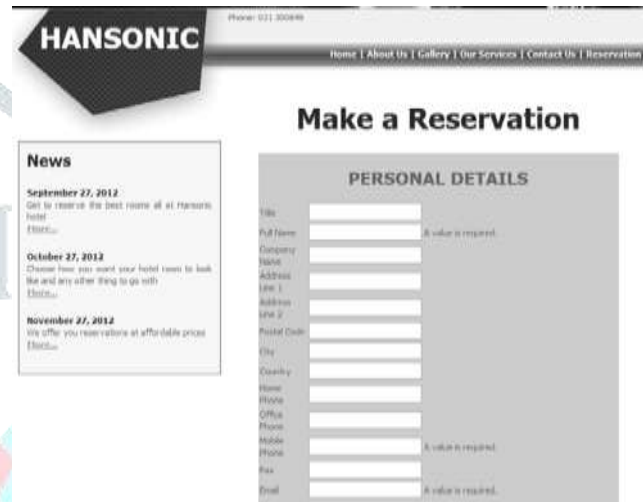 Phone: 021 300646
HANSONIC
Home | About Us | Gallery | Our Services | Contact Us | Reservation
Make a Reservation
News
September 27, 2012
Get to reserve the best rooms all at Hansonic
hotel
More...
October 27, 2012
Choose how you want your hotel room to look
like and any other thing to go with
More...
November 27, 2012
We offer you reservations at affordable prices
More...
PERSONAL DETAILS
Title
Full Name
A value is required.
Company
Name
Address
Line 1
Address
Line 2
Postal Code
City
Country
Home
Phone
Office
Phone
Mobile
Phone
A value is required.
Fax
Email
A value is required.